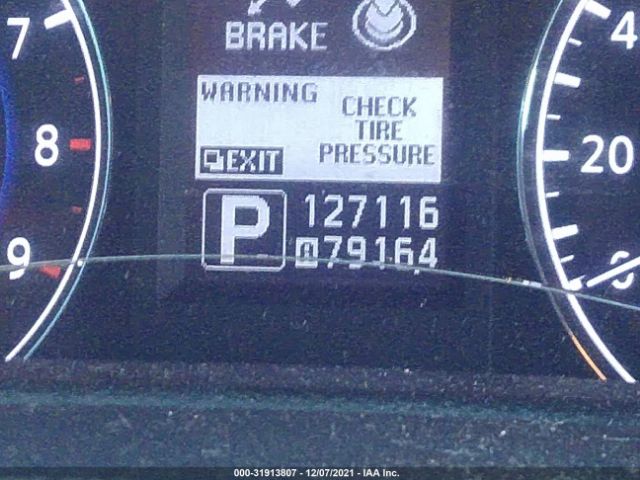 7
8
9
BRAKE
WARNING
CHECK
TIRE
PRESSURE
EXIT
P
127116
A 79164
4
20
0
000-31913807 - 12/07/2021 - IAA Inc.